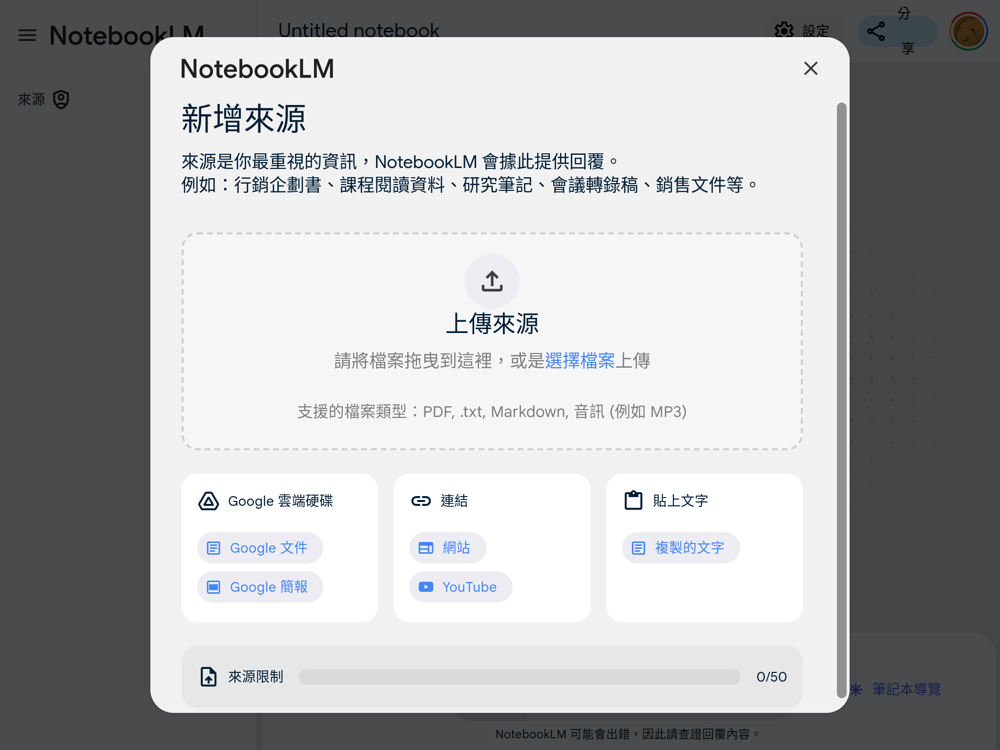 NotebookLM
Untitled notebook
設定
分
享
來源
NotebookLM
新增來源
來源是你最重視的資訊，NotebookLM 會據此提供回覆。
例如：行銷企劃書、課程閱讀資料、研究筆記、會議轉錄稿、銷售文件等。
上傳來源
請將檔案拖曳到這裡，或是選擇檔案上傳
支援的檔案類型：PDF, .txt, Markdown, 音訊 (例如 MP3)
Google 雲端硬碟
Google 文件
Google 簡報
連結
網站
YouTube
貼上文字
複製的文字
來源限制
0/50
筆記本導覽
NotebookLM 可能會出錯，因此請查證回覆內容。